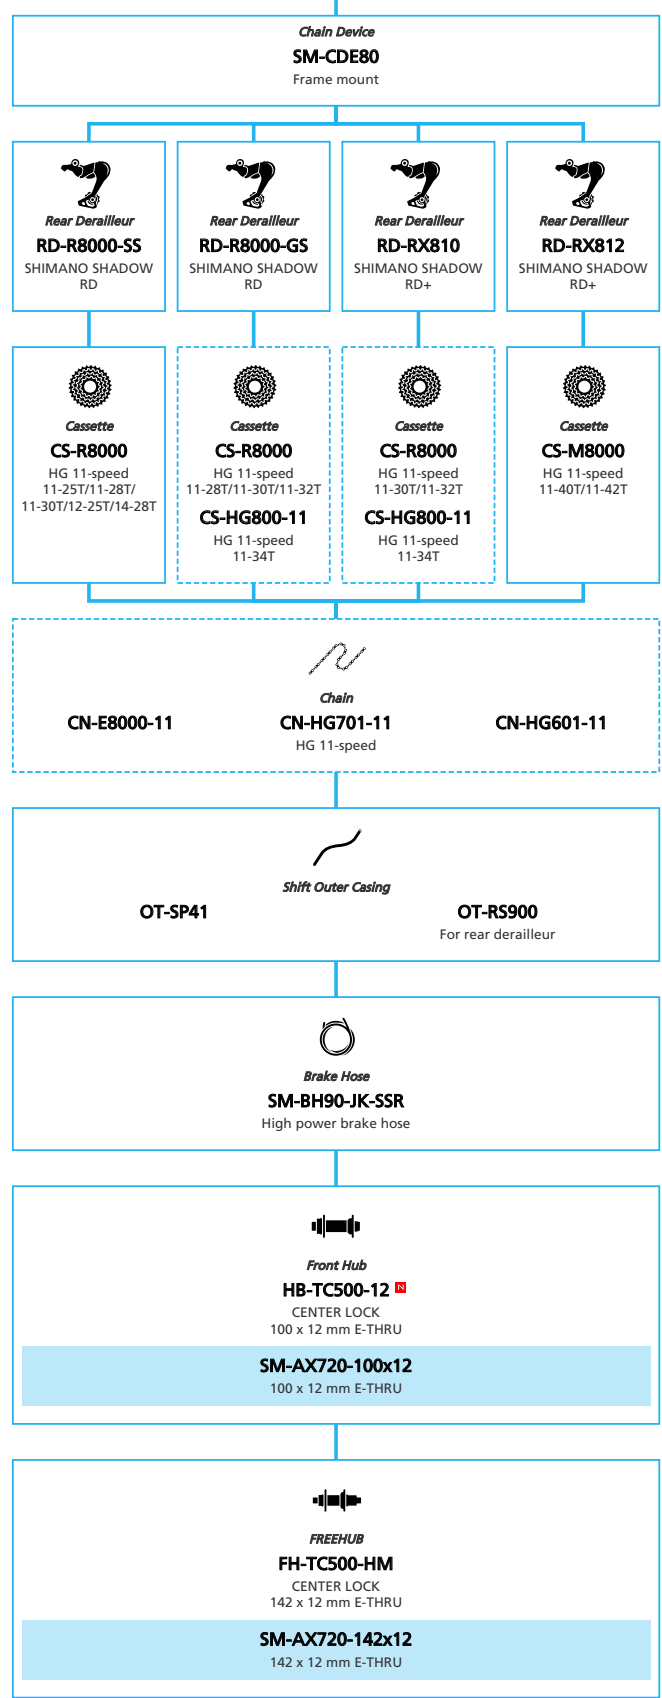 Chain Device
SM-CDE80
Frame mount
Rear Derailleur
RD-R8000-SS
SHIMANO SHADOW
RD
Rear Derailleur
RD-R8000-GS
SHIMANO SHADOW
RD
Rear Derailleur
RD-RX810
SHIMANO SHADOW
RD+
Rear Derailleur
RD-RX812
SHIMANO SHADOW
RD+
Cassette
CS-R8000
HG 11-speed
11-25T/11-28T/
11-30T/12-25T/14-28T
Cassette
CS-R8000
HG 11-speed
11-28T/11-30T/11-32T
CS-HG800-11
HG 11-speed
11-34T
Cassette
CS-R8000
HG 11-speed
11-30T/11-32T
CS-HG800-11
HG 11-speed
11-34T
Cassette
CS-M8000
HG 11-speed
11-40T/11-42T
Chain
CN-E8000-11
CN-HG701-11
HG 11-speed
CN-HG601-11
Shift Outer Casing
OT-SP41
OT-RS900
For rear derailleur
Brake Hose
SM-BH90-JK-SSR
High power brake hose
Front Hub
HB-TC500-12 N
CENTER LOCK
100 x 12 mm E-THRU
SM-AX720-100x12
100 x 12 mm E-THRU
FREEHUB
FH-TC500-HM
CENTER LOCK
142 x 12 mm E-THRU
SM-AX720-142x12
142 x 12 mm E-THRU